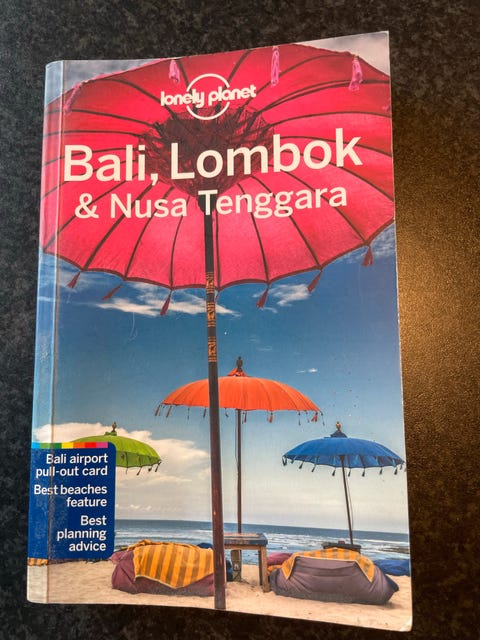 lonely planet
Bali, Lombok
& Nusa Tenggara
Bali airport
pull-out card
Best beaches
feature
Best
planning
advice